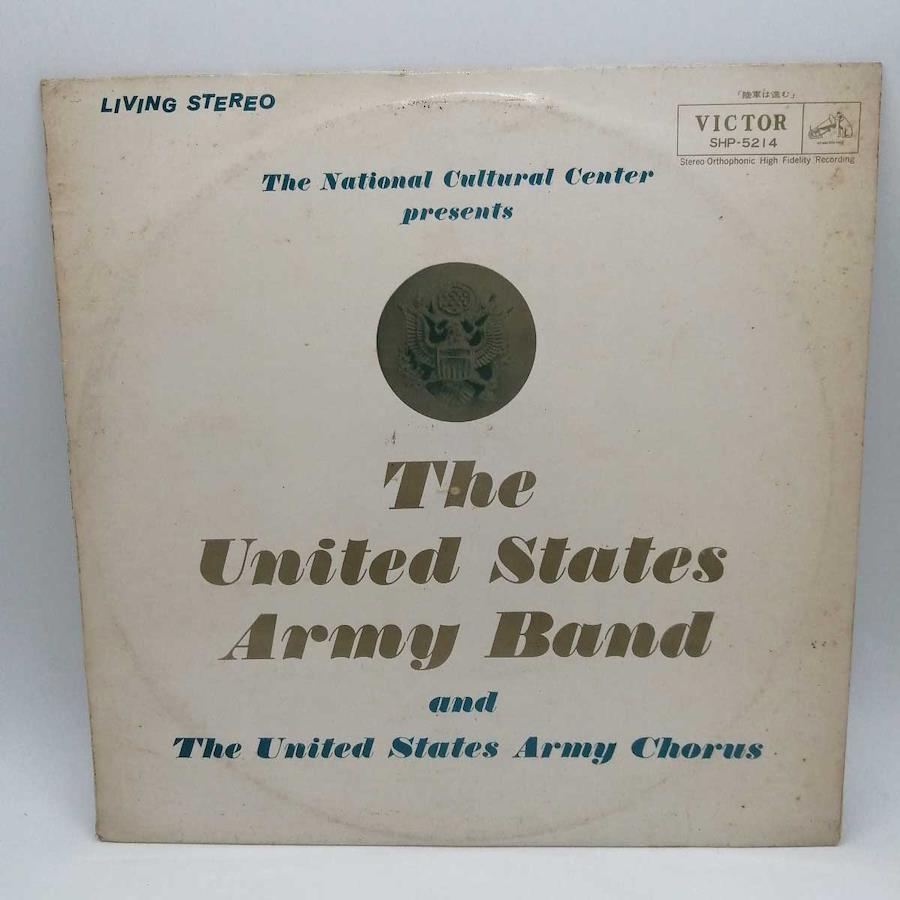 LIVING STEREO
「陸軍は進む」
VICTOR
SHP-5214
Stereo-Orthophonic High Fidelity Recording
The National Cultural Center
presents
The
United States
Army Band
and
The United States Army Chorus